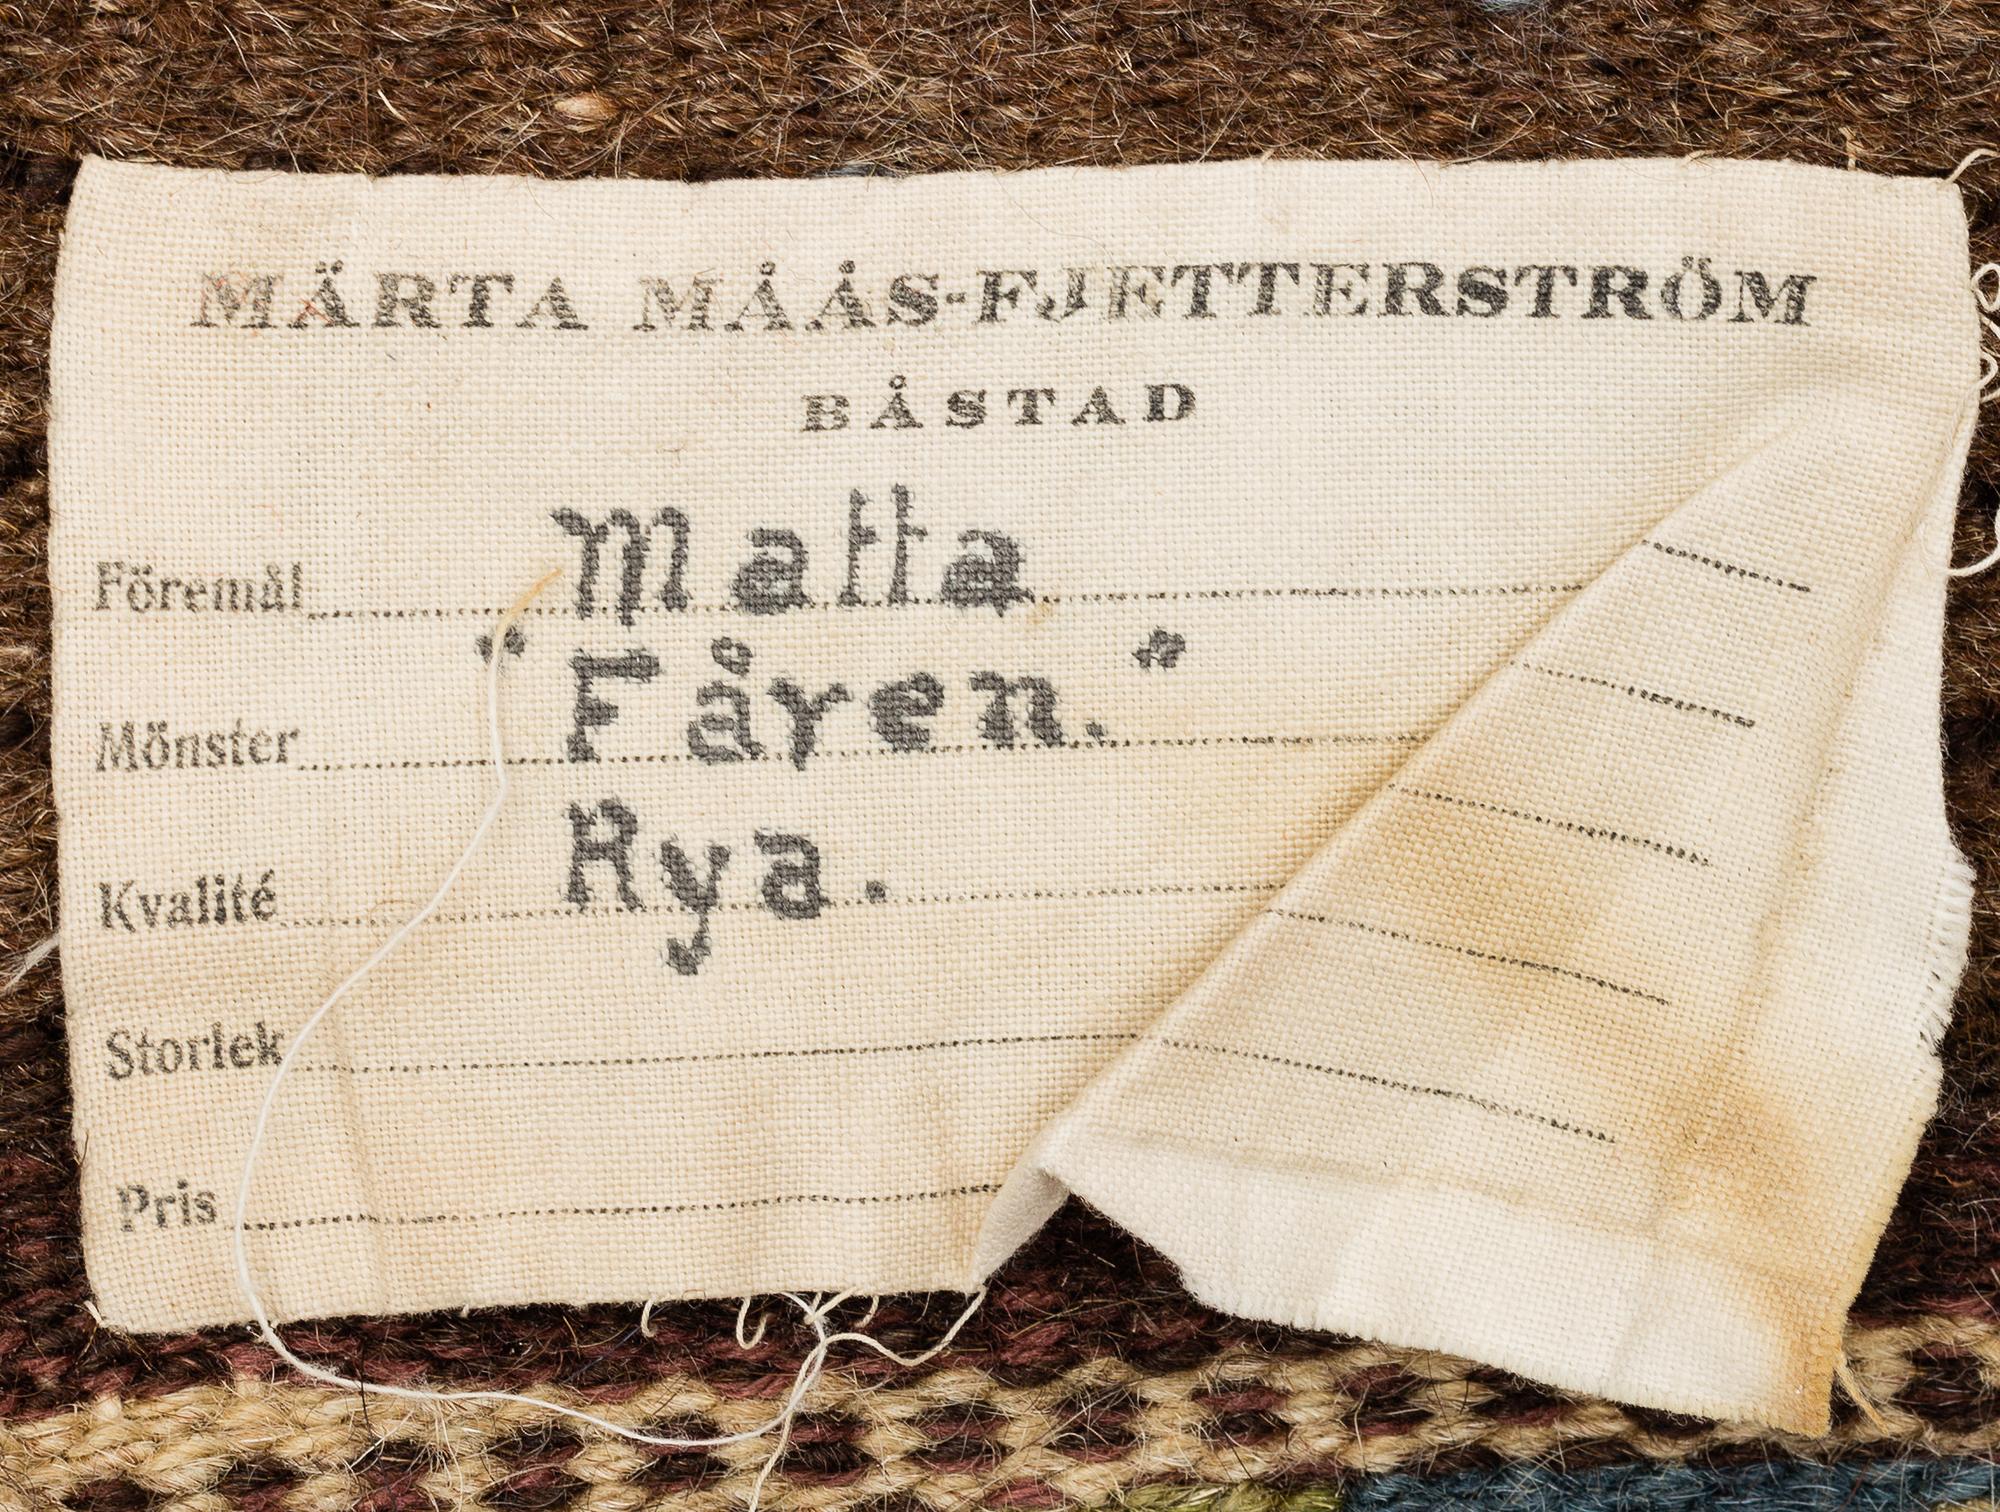 MÄRTA MÅÅS-FJETTERSTRÖM
BÅSTAD
Föremål Matta
Mönster "Fåren."
Kvalité Rya.
Storlek
Pris